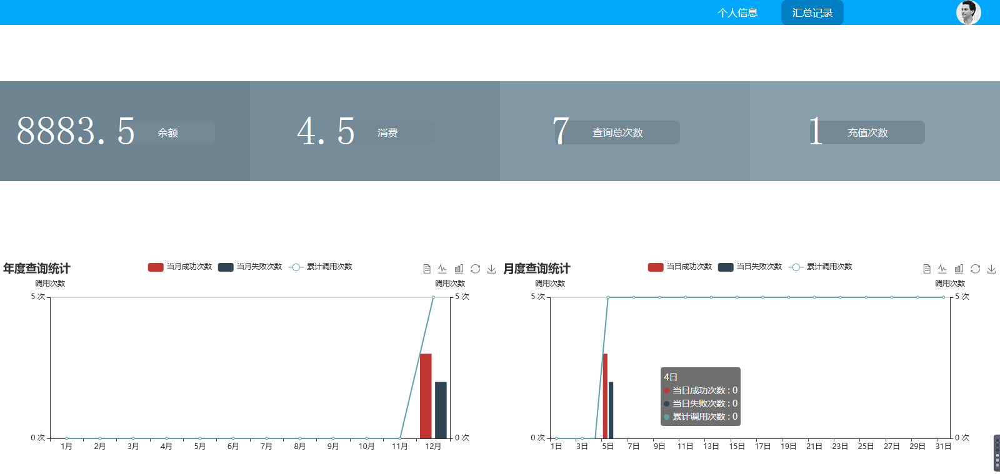 个人信息
汇总记录
8883.5 余额
4.5 消费
7 查询总次数
1 充值次数
年度查询统计
当月成功次数 当月失败次数 累计调用次数
调用次数 调用次数
5 次 5 次
0 次 0 次
1月 2月 3月 4月 5月 6月 7月 8月 9月 10月 11月 12月
月度查询统计
当日成功次数 当日失败次数 累计调用次数
调用次数 调用次数
5 次 5 次
4日
当日成功次数 : 0
当日失败次数 : 0
累计调用次数 : 0
0 次 0 次
1日 3日 5日 7日 9日 11日 13日 15日 17日 19日 21日 23日 25日 27日 29日 31日